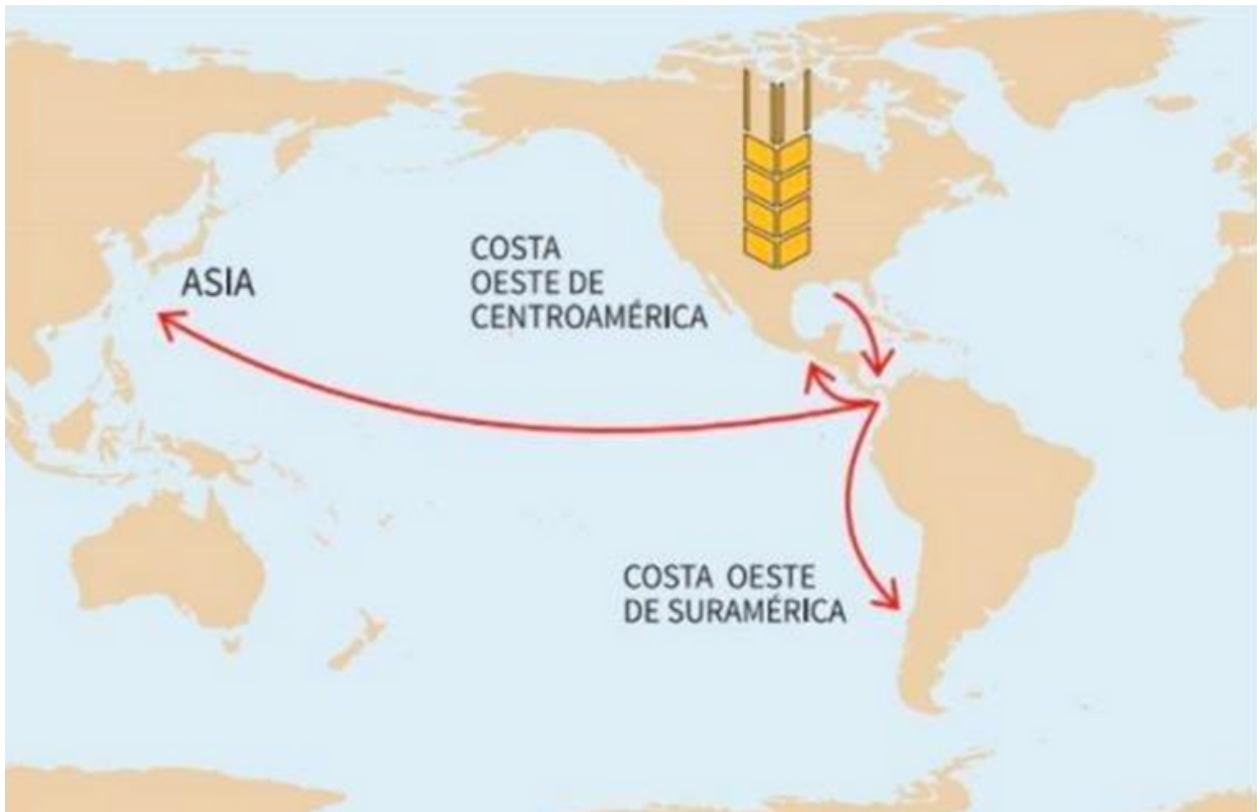 COSTA
OESTE DE
CENTROAMÉRICA
ASIA
COSTA OESTE
DE SURAMÉRICA